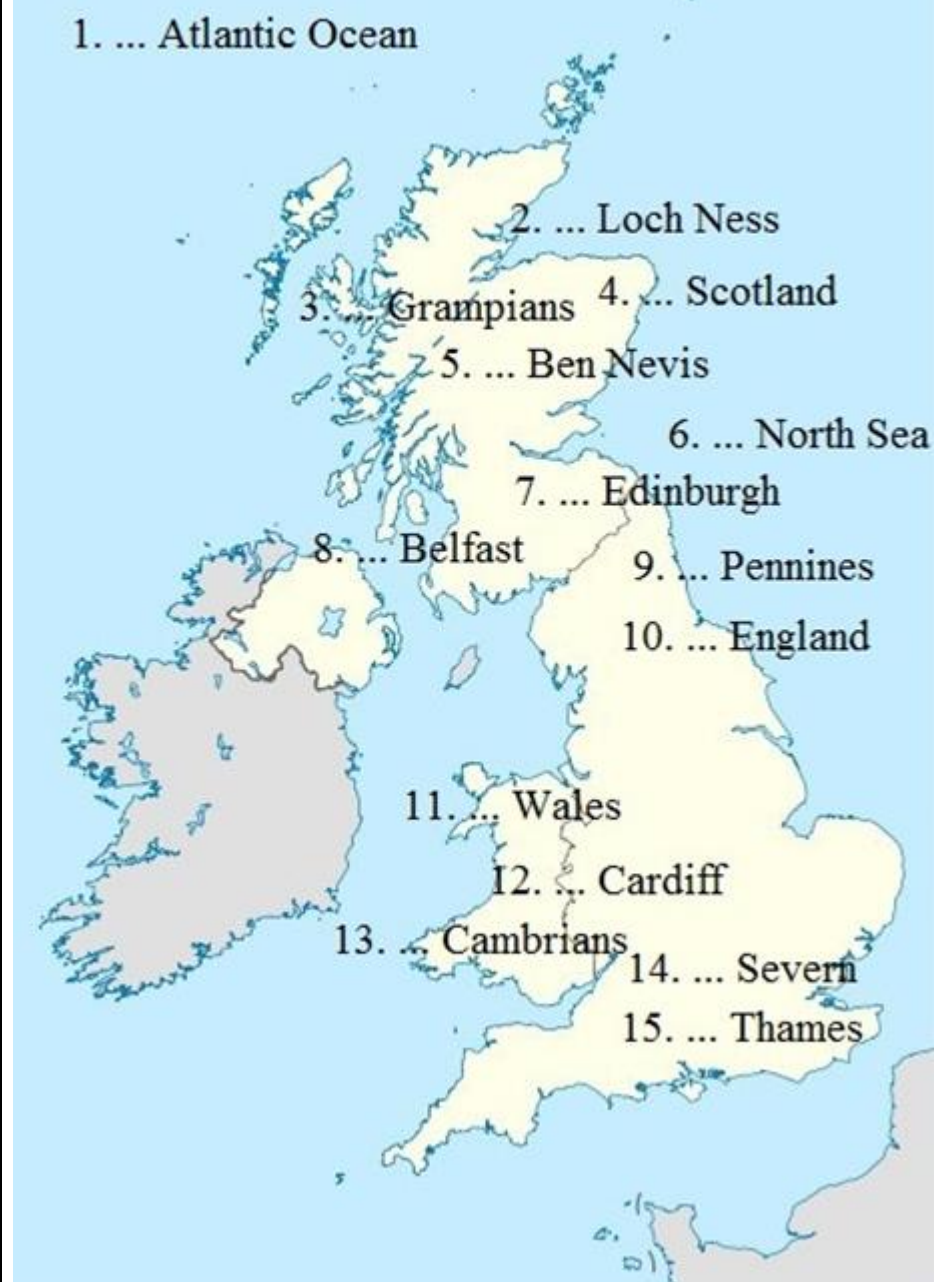 1. ... Atlantic Ocean
2. ... Loch Ness
3. ... Grampians
4. ... Scotland
5. ... Ben Nevis
6. ... North Sea
7. ... Edinburgh
8. ... Belfast
9. ... Pennines
10. ... England
11. ... Wales
12. ... Cardiff
13. ... Cambrians
14. ... Severn
15. ... Thames